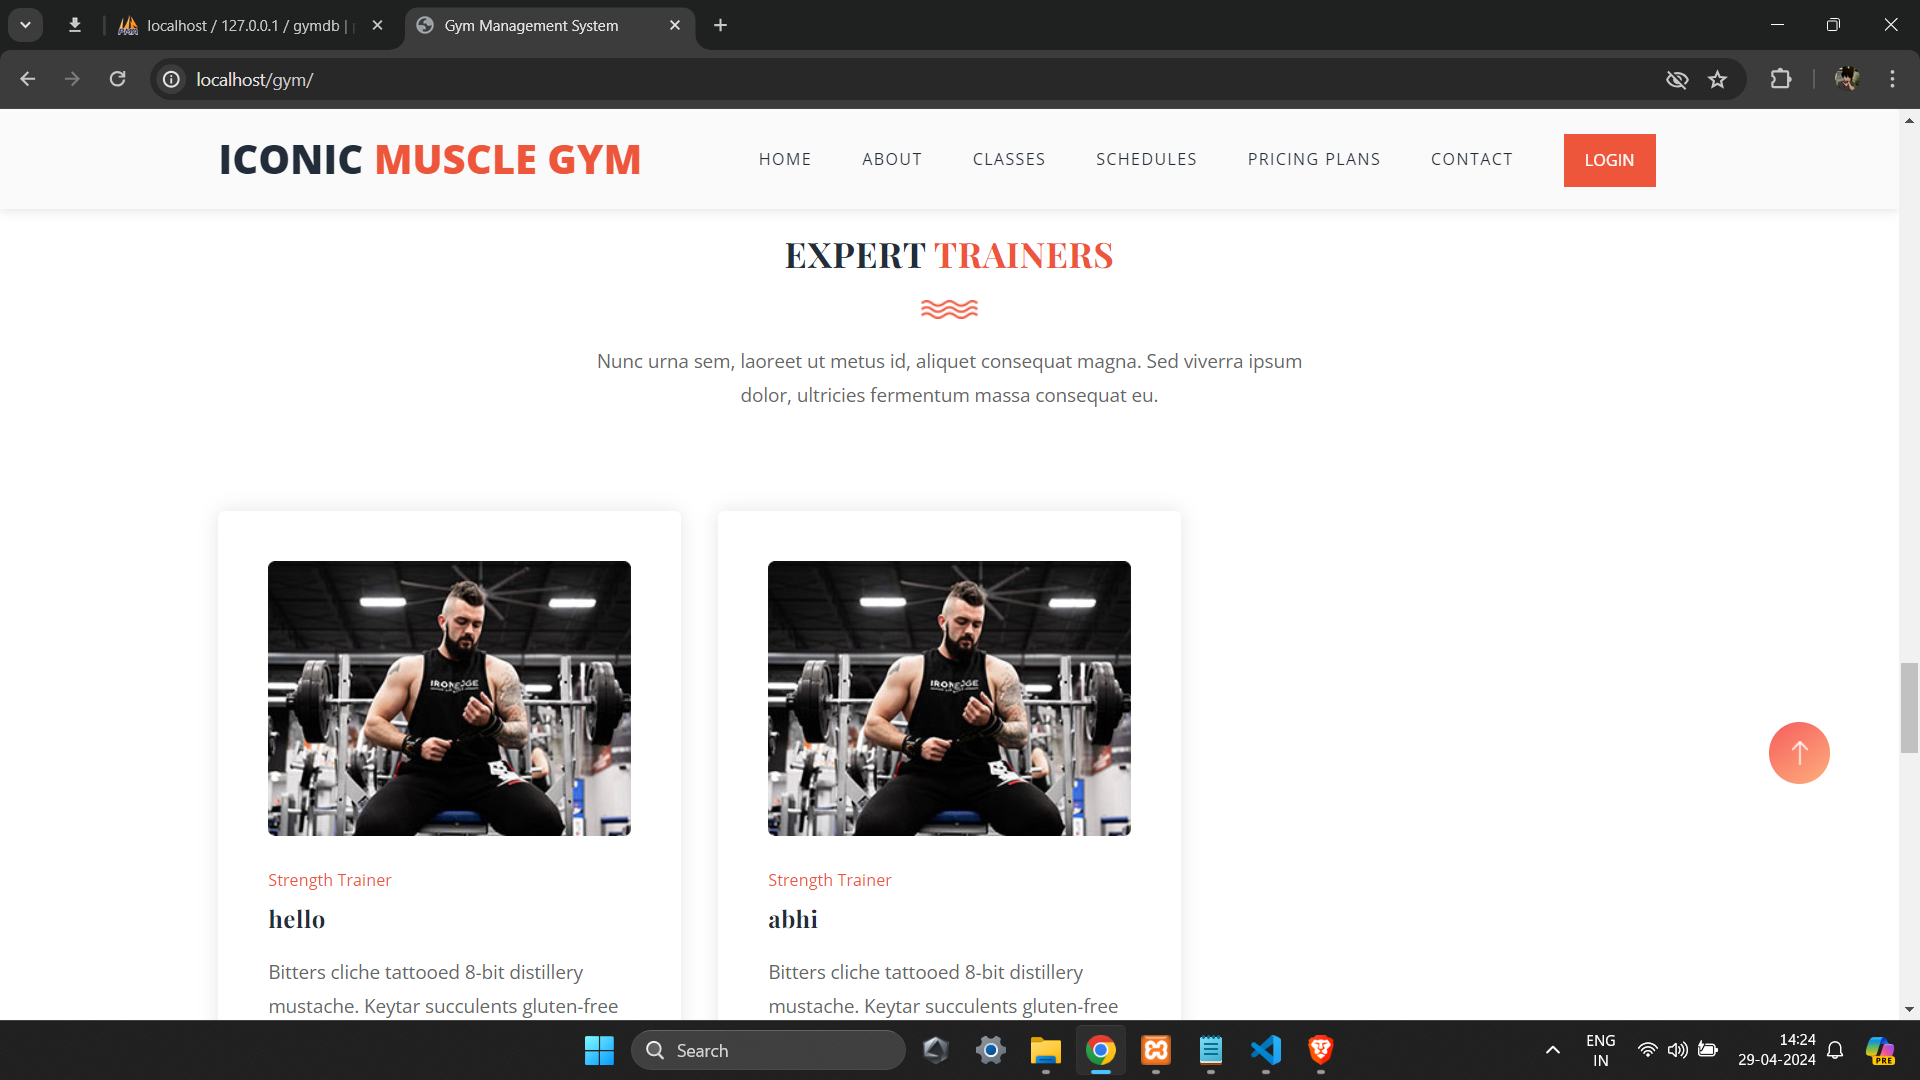 localhost / 127.0.0.1 / gymdb |
Gym Management System
localhost/gym/
ICONIC MUSCLE GYM
HOME
ABOUT
CLASSES
SCHEDULES
PRICING PLANS
CONTACT
LOGIN
EXPERT TRAINERS
Nunc urna sem, laoreet ut metus id, aliquet consequat magna. Sed viverra ipsum
dolor, ultricies fermentum massa consequat eu.
Strength Trainer
hello
Bitters cliche tattooed 8-bit distillery
mustache. Keytar succulents gluten-free
Strength Trainer
abhi
Bitters cliche tattooed 8-bit distillery
mustache. Keytar succulents gluten-free
Search
ENG
IN
14:24
29-04-2024
PRE